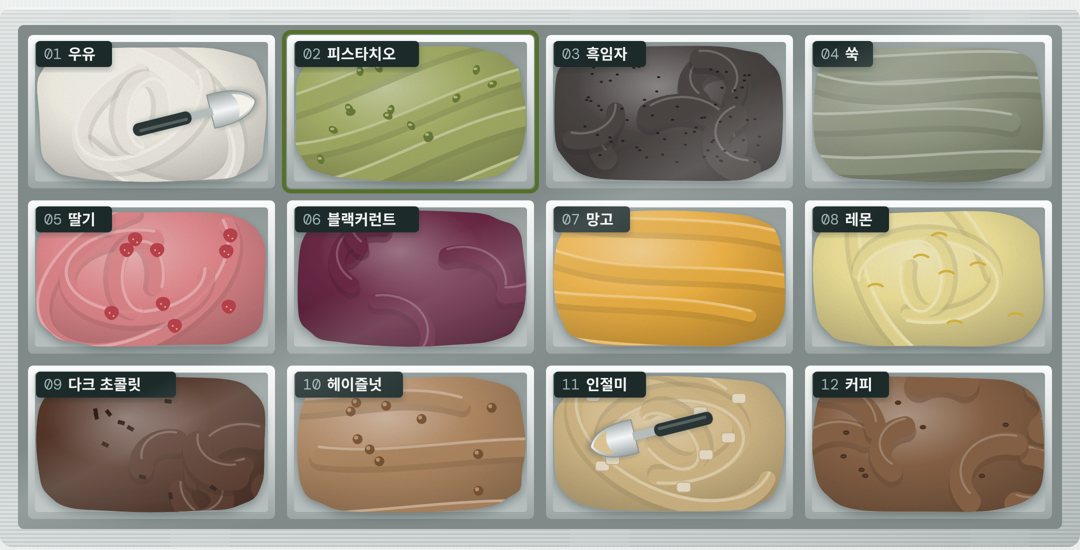 01 우유
02 피스타치오
03 흑임자
04 쑥
05 딸기
06 블랙커런트
07 망고
08 레몬
09 다크 초콜릿
10 헤이즐넛
11 인절미
12 커피